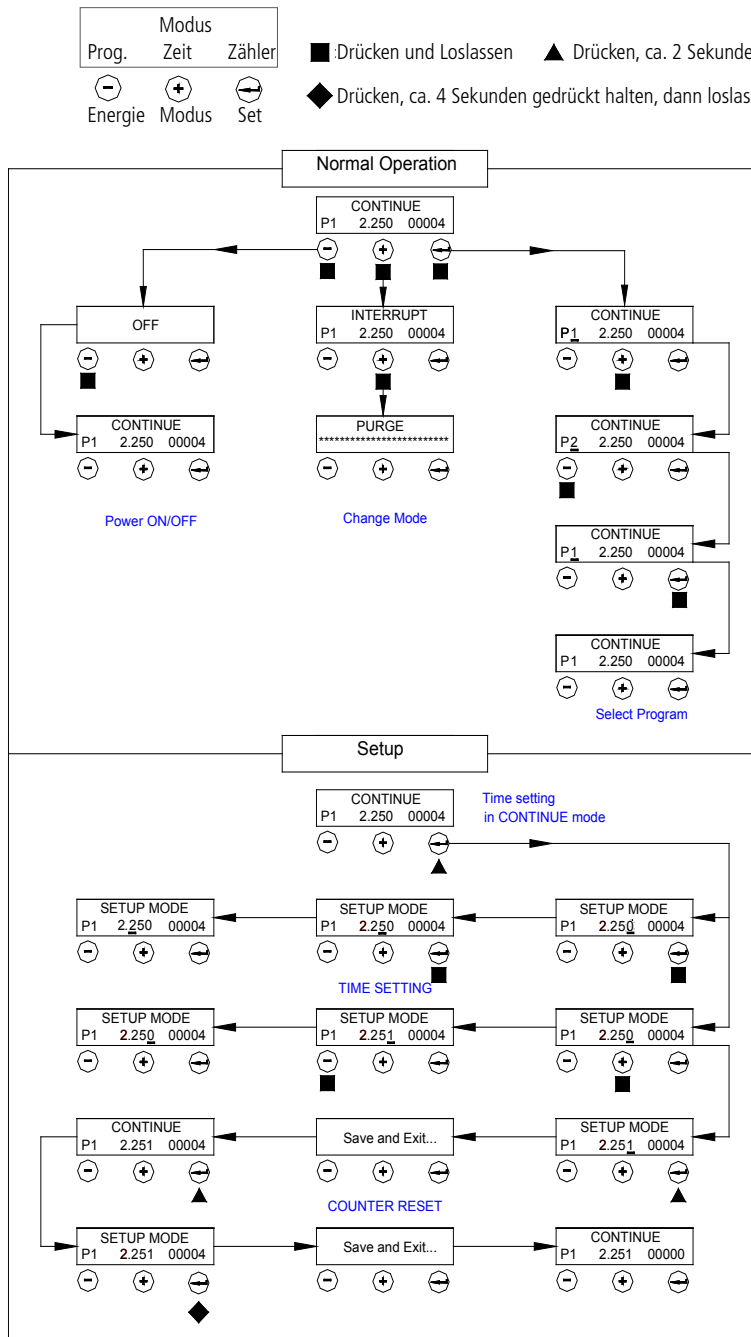 Modus
Prog. Zeit Zähler
Energie Modus Set
:Drücken und Loslassen
Drücken, ca. 2 Sekunde
Drücken, ca. 4 Sekunden gedrückt halten, dann loslas
Normal Operation
CONTINUE
P1 2.250 00004
OFF
INTERRUPT
P1 2.250 00004
CONTINUE
P1 2.250 00004
CONTINUE
P1 2.250 00004
PURGE
*************************
CONTINUE
P2 2.250 00004
Power ON/OFF
Change Mode
CONTINUE
P1 2.250 00004
CONTINUE
P1 2.250 00004
Select Program
Setup
CONTINUE
P1 2.250 00004
Time setting
in CONTINUE mode
SETUP MODE
P1 2.250 00004
SETUP MODE
P1 2.250 00004
SETUP MODE
P1 2.250 00004
TIME SETTING
SETUP MODE
P1 2.250 00004
SETUP MODE
P1 2.251 00004
SETUP MODE
P1 2.250 00004
CONTINUE
P1 2.251 00004
Save and Exit...
SETUP MODE
P1 2.251 00004
COUNTER RESET
SETUP MODE
P1 2.251 00004
Save and Exit...
CONTINUE
P1 2.251 00000